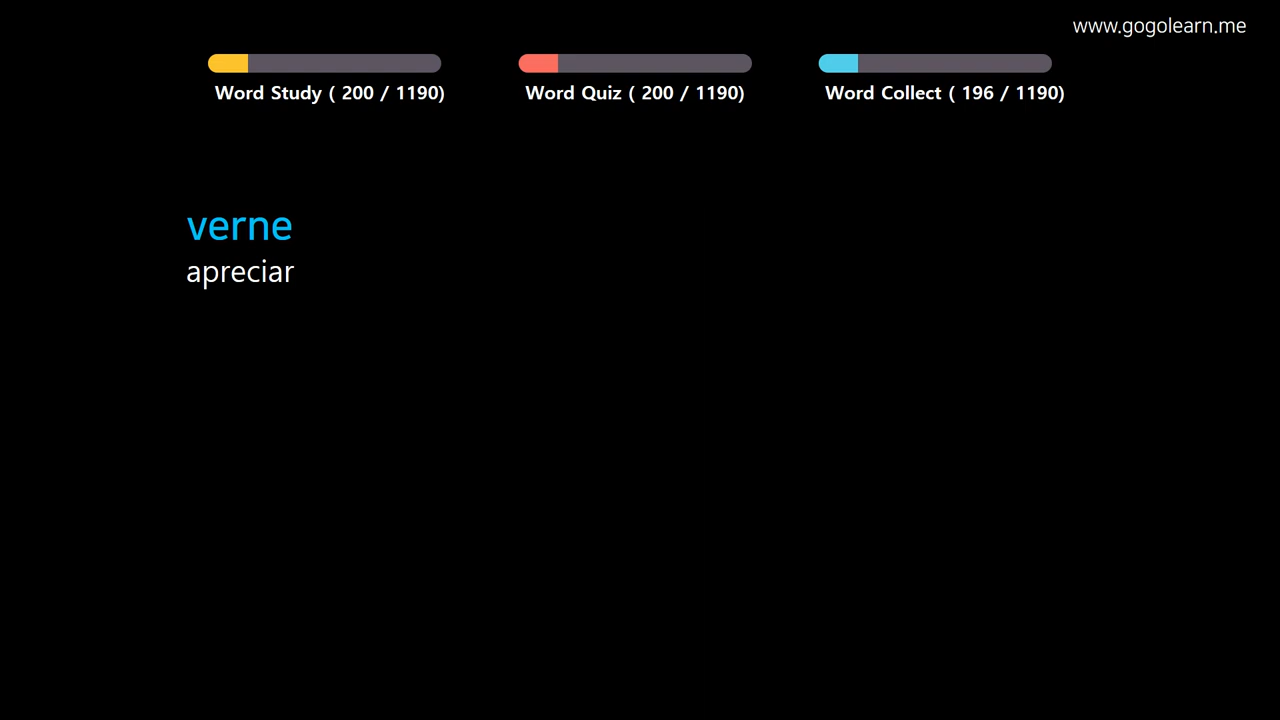 www.gogolearn.me
Word Study ( 200 / 1190)
Word Quiz ( 200 / 1190)
Word Collect ( 196 / 1190)
verne
apreciar